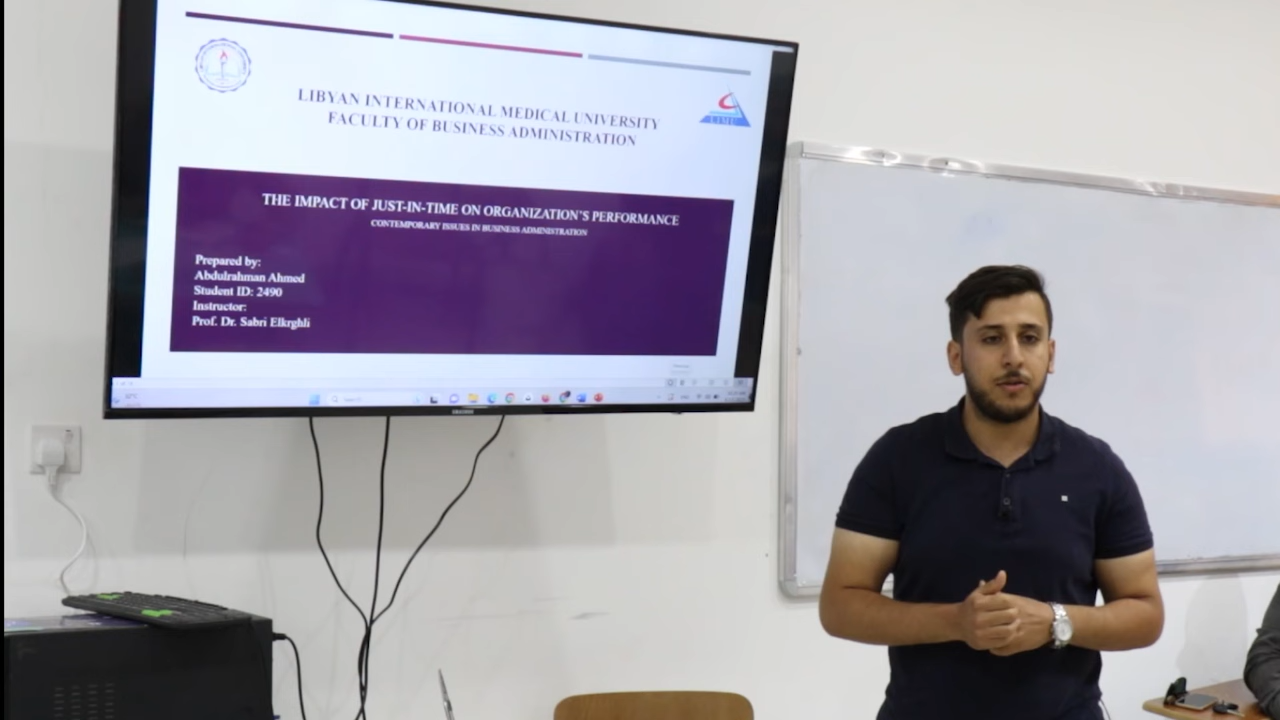 LIBYAN INTERNATIONAL MEDICAL UNIVERSITY
FACULTY OF BUSINESS ADMINISTRATION
LIMU
THE IMPACT OF JUST-IN-TIME ON ORGANIZATION'S PERFORMANCE
CONTEMPORARY ISSUES IN BUSINESS ADMINISTRATION
Prepared by:
Abdulrahman Ahmed
Student ID: 2490
Instructor:
Prof. Dr. Sabri Elkrghli